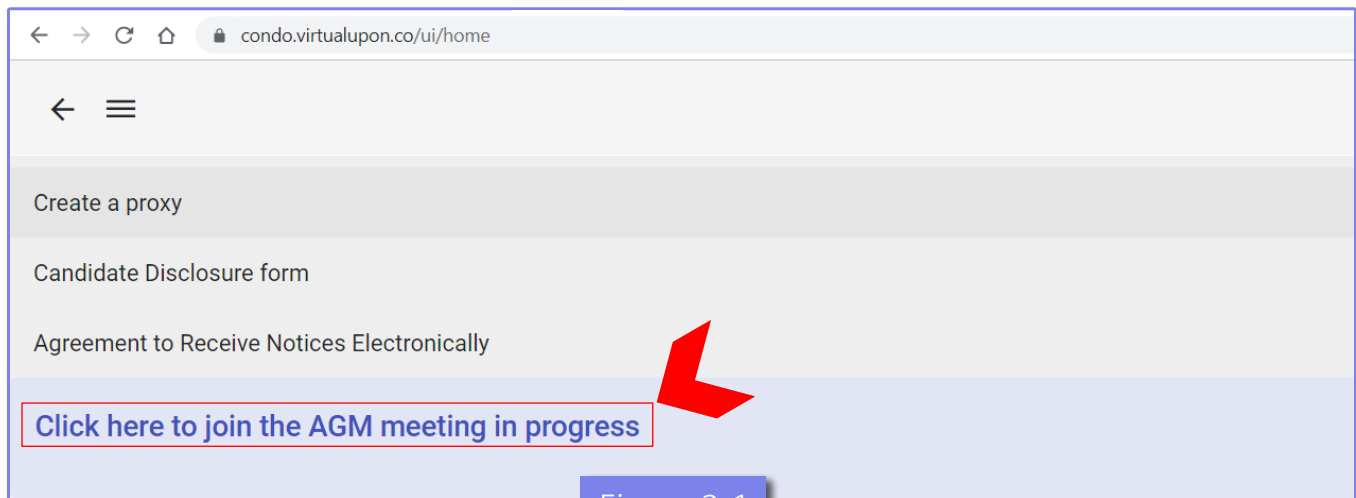 condo.virtualupon.co/ui/home
Create a proxy
Candidate Disclosure form
Agreement to Receive Notices Electronically
Click here to join the AGM meeting in progress